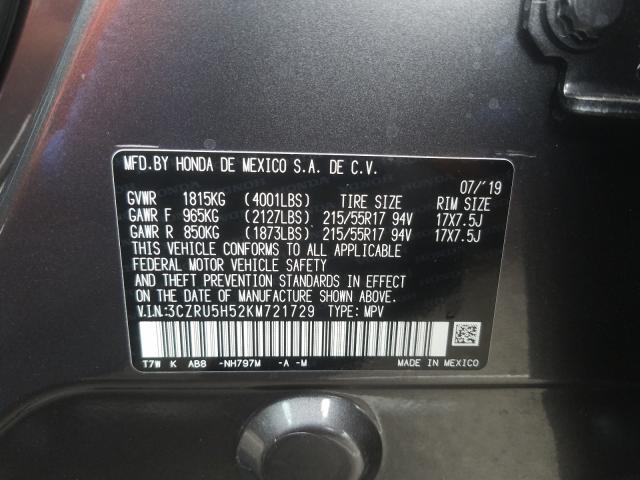 MFD.BY HONDA DE MEXICO S.A. DE C.V.
07/'19
GVWR 1815KG (4001LBS) TIRE SIZE RIM SIZE
GAWR F 965KG (2127LBS) 215/55R17 94V 17X7.5J
GAWR R 850KG (1873LBS) 215/55R17 94V 17X7.5J
THIS VEHICLE CONFORMS TO ALL APPLICABLE
FEDERAL MOTOR VEHICLE SAFETY
AND THEFT PREVENTION STANDARDS IN EFFECT
ON THE DATE OF MANUFACTURE SHOWN ABOVE.
V.I.N:3CZRU5H52KM721729 TYPE: MPV
T7W K AB8 -NH797M -A -M MADE IN MEXICO